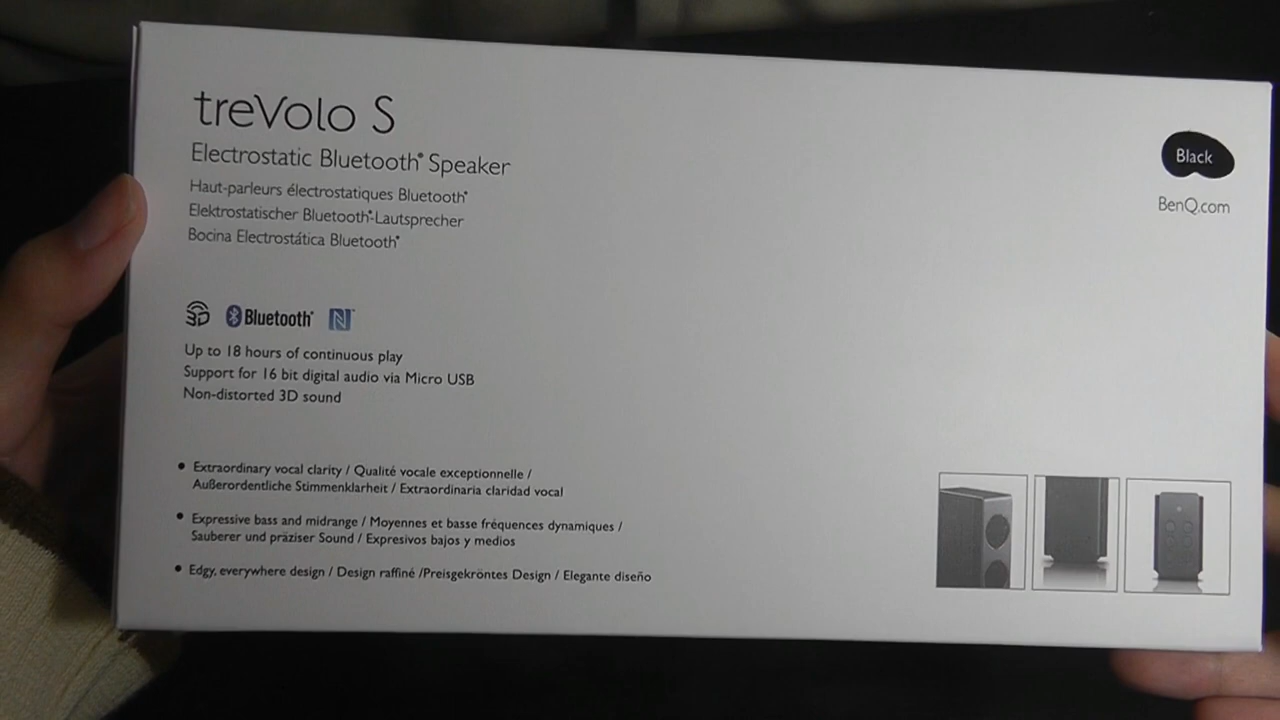 treVolo S
Electrostatic Bluetooth® Speaker
Haut-parleurs électrostatiques Bluetooth®
Elektrostatischer Bluetooth®-Lautsprecher
Bocina Electrostática Bluetooth®
Black
BenQ.com
3D Bluetooth® N
Up to 18 hours of continuous play
Support for 16 bit digital audio via Micro USB
Non-distorted 3D sound
• Extraordinary vocal clarity / Qualité vocale exceptionnelle /
Außerordentliche Stimmenklarheit / Extraordinaria claridad vocal
• Expressive bass and midrange / Moyennes et basse fréquences dynamiques /
Sauberer und präziser Sound / Expresivos bajos y medios
• Edgy, everywhere design / Design raffiné /Preisgekröntes Design / Elegante diseño